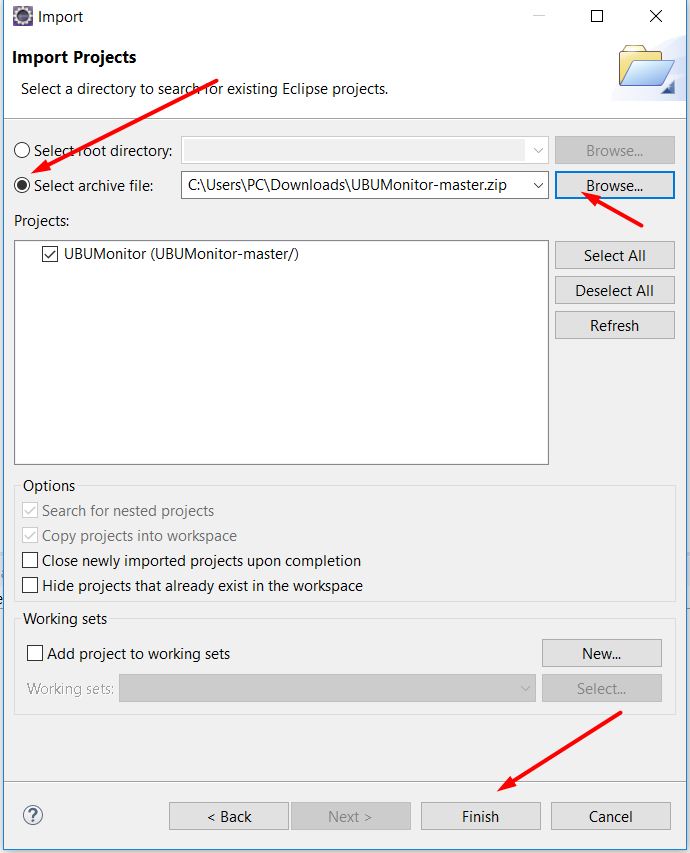 Import
Import Projects
Select a directory to search for existing Eclipse projects.
Select root directory: Browse...
Select archive file: C:\Users\PC\Downloads\UBUMonitor-master.zip Browse...
Projects:
UBUMonitor (UBUMonitor-master/)
Select All
Deselect All
Refresh
Options
Search for nested projects
Copy projects into workspace
Close newly imported projects upon completion
Hide projects that already exist in the workspace
Working sets
Add project to working sets New...
Working sets: Select...
? < Back Next > Finish Cancel